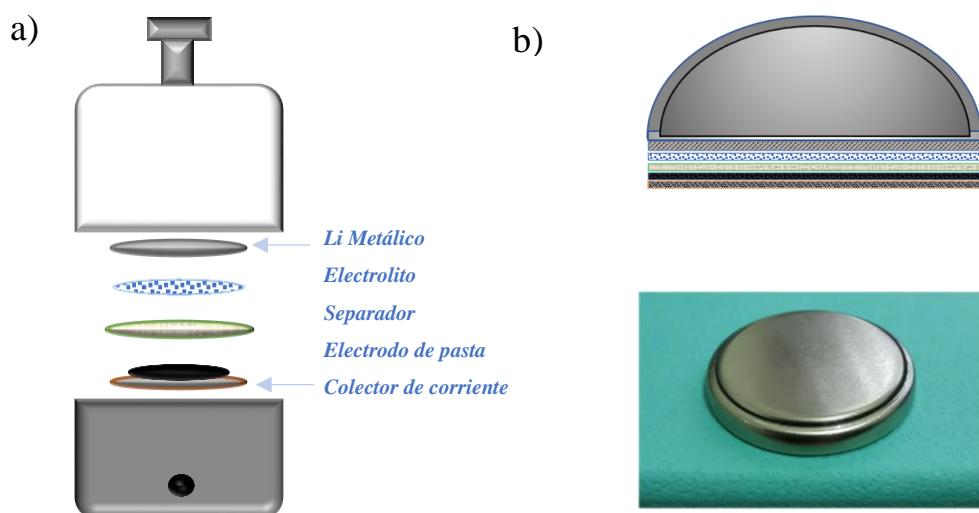 a)
b)
Li Metálico
Electrolito
Separador
Electrodo de pasta
Colector de corriente